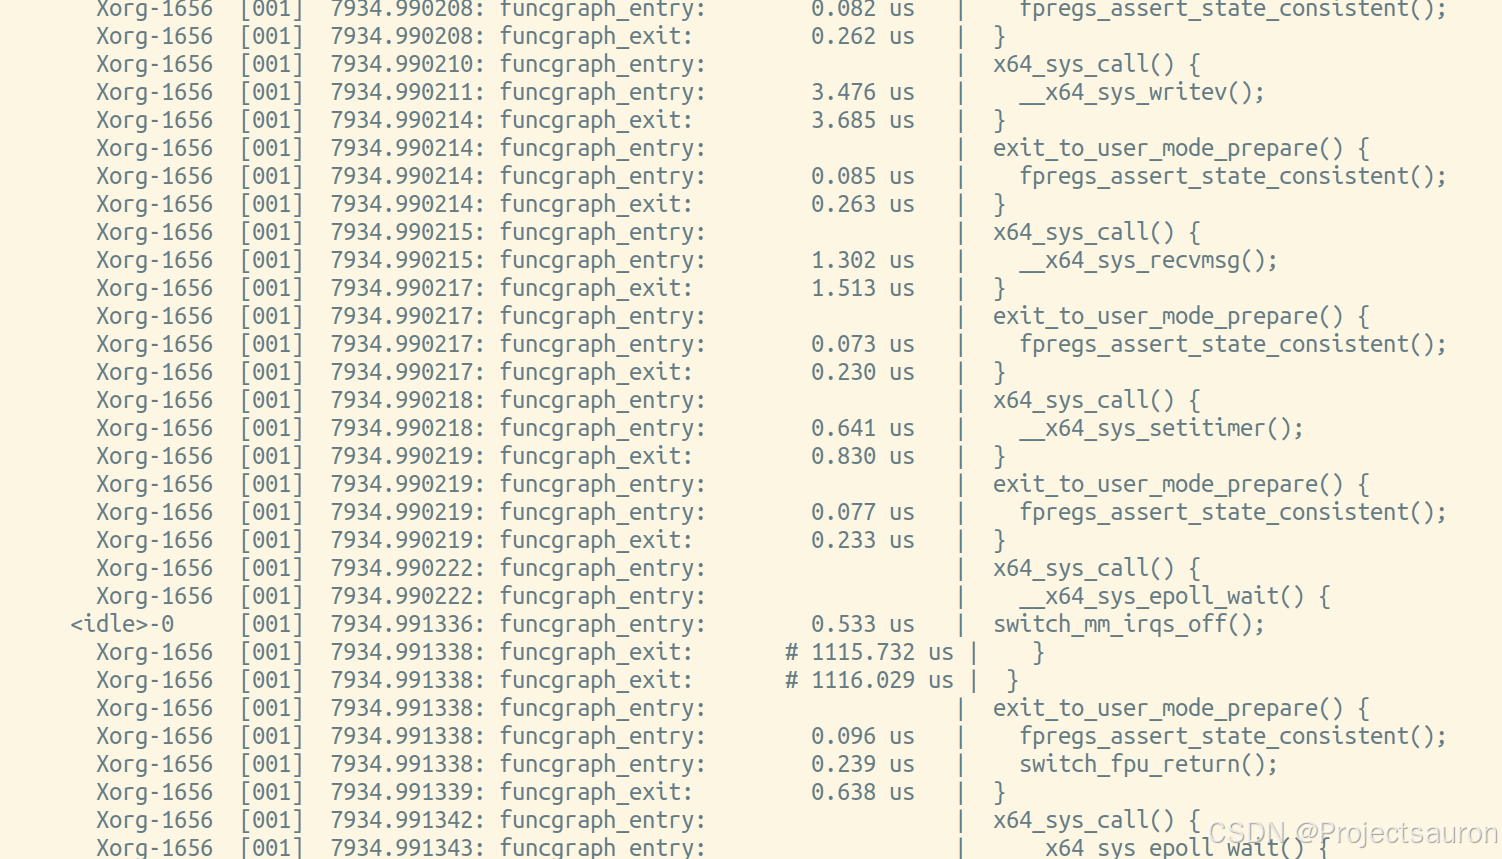 Xorg-1656  [001]  7934.990208: funcgraph_entry:        0.082 us   |    fpregs_assert_state_consistent();
Xorg-1656  [001]  7934.990208: funcgraph_exit:         0.262 us   |  }
Xorg-1656  [001]  7934.990210: funcgraph_entry:                   |  x64_sys_call() {
Xorg-1656  [001]  7934.990211: funcgraph_entry:        3.476 us   |    __x64_sys_writev();
Xorg-1656  [001]  7934.990214: funcgraph_exit:         3.685 us   |  }
Xorg-1656  [001]  7934.990214: funcgraph_entry:                   |  exit_to_user_mode_prepare() {
Xorg-1656  [001]  7934.990214: funcgraph_entry:        0.085 us   |    fpregs_assert_state_consistent();
Xorg-1656  [001]  7934.990214: funcgraph_exit:         0.263 us   |  }
Xorg-1656  [001]  7934.990215: funcgraph_entry:                   |  x64_sys_call() {
Xorg-1656  [001]  7934.990215: funcgraph_entry:        1.302 us   |    __x64_sys_recvmsg();
Xorg-1656  [001]  7934.990217: funcgraph_exit:         1.513 us   |  }
Xorg-1656  [001]  7934.990217: funcgraph_entry:                   |  exit_to_user_mode_prepare() {
Xorg-1656  [001]  7934.990217: funcgraph_entry:        0.073 us   |    fpregs_assert_state_consistent();
Xorg-1656  [001]  7934.990217: funcgraph_exit:         0.230 us   |  }
Xorg-1656  [001]  7934.990218: funcgraph_entry:                   |  x64_sys_call() {
Xorg-1656  [001]  7934.990218: funcgraph_entry:        0.641 us   |    __x64_sys_setitimer();
Xorg-1656  [001]  7934.990219: funcgraph_exit:         0.830 us   |  }
Xorg-1656  [001]  7934.990219: funcgraph_entry:                   |  exit_to_user_mode_prepare() {
Xorg-1656  [001]  7934.990219: funcgraph_entry:        0.077 us   |    fpregs_assert_state_consistent();
Xorg-1656  [001]  7934.990219: funcgraph_exit:         0.233 us   |  }
Xorg-1656  [001]  7934.990222: funcgraph_entry:                   |  x64_sys_call() {
Xorg-1656  [001]  7934.990222: funcgraph_entry:                   |    __x64_sys_epoll_wait() {
<idle>-0     [001]  7934.991336: funcgraph_entry:        0.533 us   |  switch_mm_irqs_off();
Xorg-1656  [001]  7934.991338: funcgraph_exit:       # 1115.732 us |    }
Xorg-1656  [001]  7934.991338: funcgraph_exit:       # 1116.029 us |  }
Xorg-1656  [001]  7934.991338: funcgraph_entry:                   |  exit_to_user_mode_prepare() {
Xorg-1656  [001]  7934.991338: funcgraph_entry:        0.096 us   |    fpregs_assert_state_consistent();
Xorg-1656  [001]  7934.991338: funcgraph_entry:        0.239 us   |    switch_fpu_return();
Xorg-1656  [001]  7934.991339: funcgraph_exit:         0.638 us   |  }
Xorg-1656  [001]  7934.991342: funcgraph_entry:                   |  x64_sys_call() {
Xorg-1656  [001]  7934.991343: funcgraph_entry:                   |    __x64_sys_epoll_wait() {
CSDN @Projectsauron